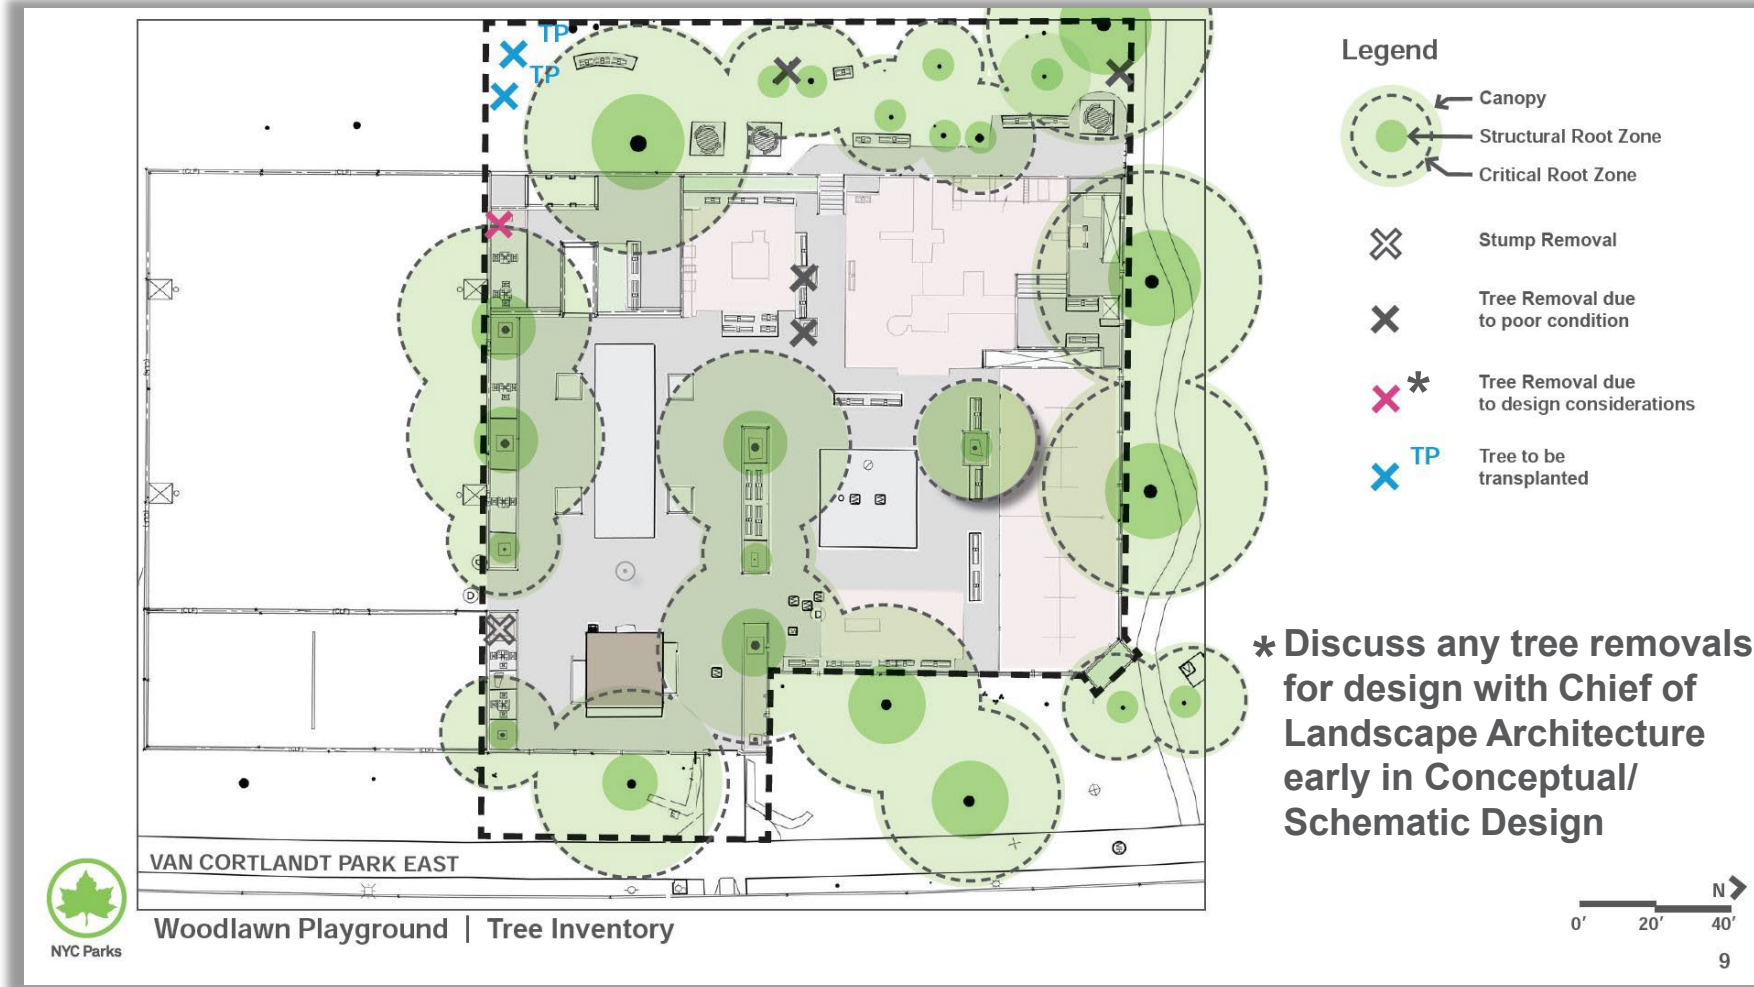 TP
TP
Legend
Canopy
Structural Root Zone
Critical Root Zone
Stump Removal
Tree Removal due
to poor condition
*
Tree Removal due
to design considerations
TP
Tree to be
transplanted
* Discuss any tree removals
for design with Chief of
Landscape Architecture
early in Conceptual/
Schematic Design
D
D
VAN CORTLANDT PARK EAST
NYC Parks
Woodlawn Playground | Tree Inventory
N
0' 20' 40'
9